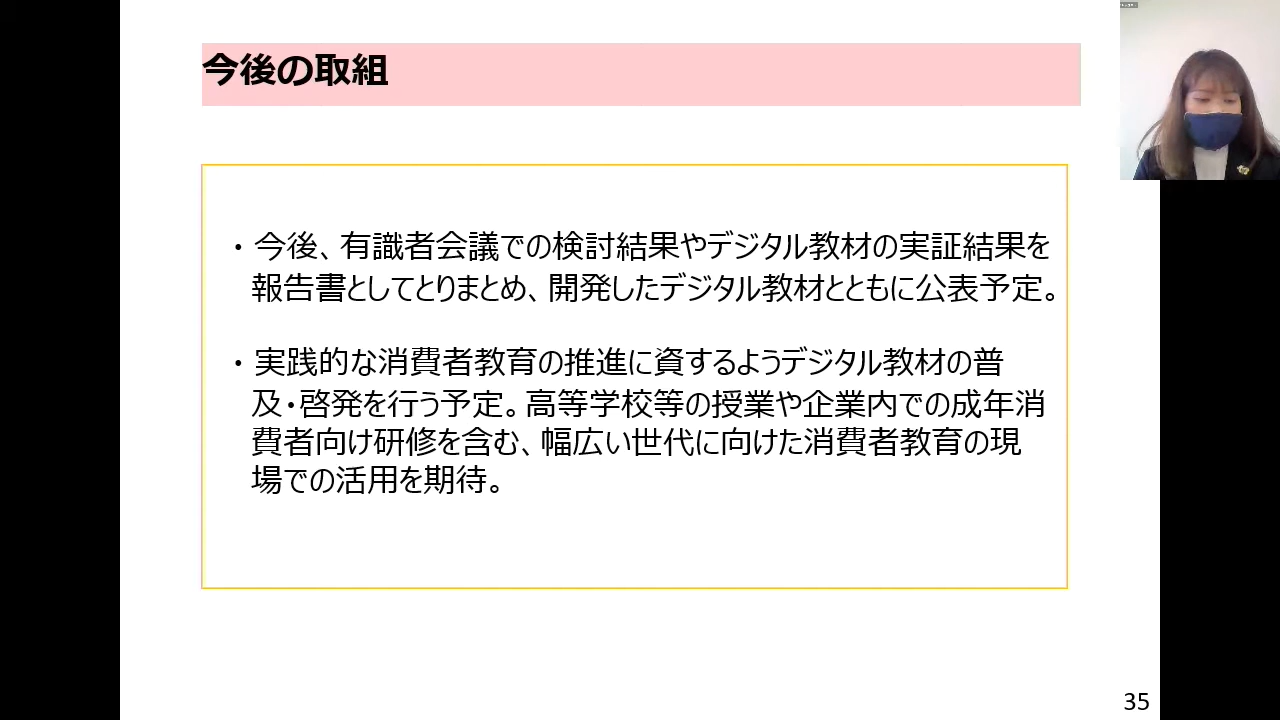 今後の取組
・今後、有識者会議での検討結果やデジタル教材の実証結果を
報告書としてとりまとめ、開発したデジタル教材とともに公表予定。
・実践的な消費者教育の推進に資するようデジタル教材の普
及・啓発を行う予定。高等学校等の授業や企業内での成年消
費者向け研修を含む、幅広い世代に向けた消費者教育の現
場での活用を期待。
35